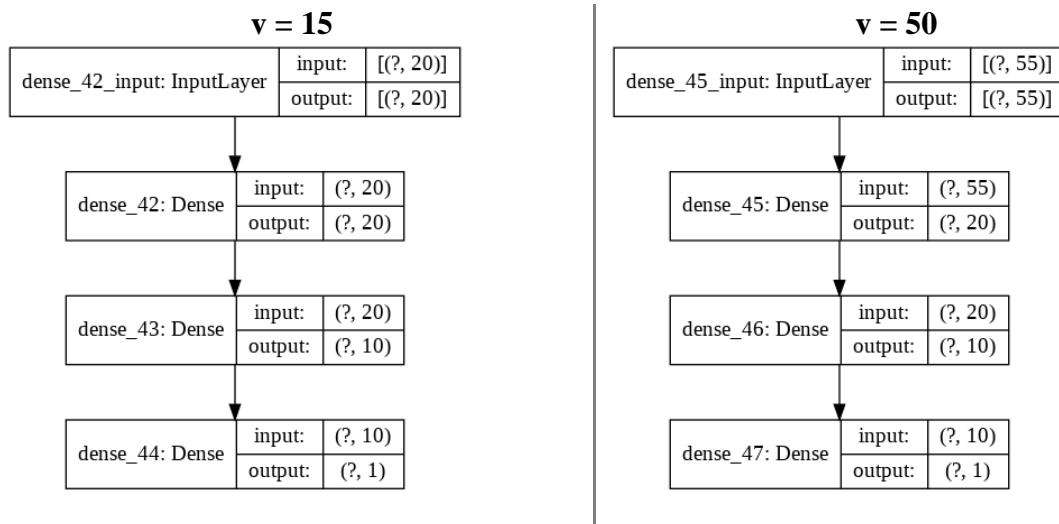 v = 15
dense_42_input: InputLayer
input: [(?, 20)]
output: [(?, 20)]
dense_42: Dense
input: (?, 20)
output: (?, 20)
dense_43: Dense
input: (?, 20)
output: (?, 10)
dense_44: Dense
input: (?, 10)
output: (?, 1)
v = 50
dense_45_input: InputLayer
input: [(?, 55)]
output: [(?, 55)]
dense_45: Dense
input: (?, 55)
output: (?, 20)
dense_46: Dense
input: (?, 20)
output: (?, 10)
dense_47: Dense
input: (?, 10)
output: (?, 1)